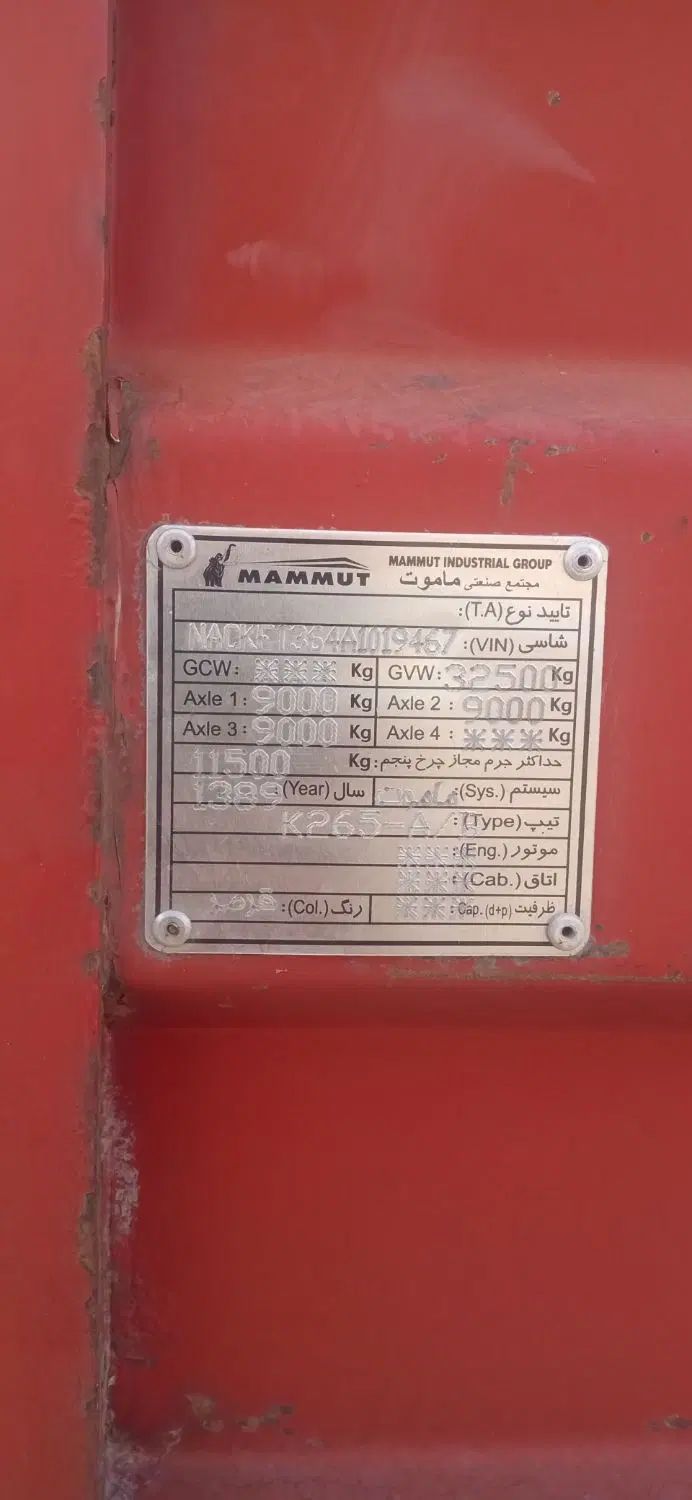 MAMMUT MAMMUT INDUSTRIAL GROUP
مجتمع صنعتی ماموت
تایید نوع (T.A):
شاسی (VIN): NACKF1364A1019467
GCW: *** Kg GVW: 32500 Kg
Axle 1: 9000 Kg Axle 2: 9000 Kg
Axle 3: 9000 Kg Axle 4: *** Kg
حداکثر جرم مجاز چرخ پنجم: 11500 Kg
سیستم (Sys.): ماموت سال (Year): 1389
تیپ (Type): K265-A/
موتور (Eng.): ***
اتاق (Cab.): ***
ظرفیت Cap. (d+p): *** رنگ (Col.): قرمز